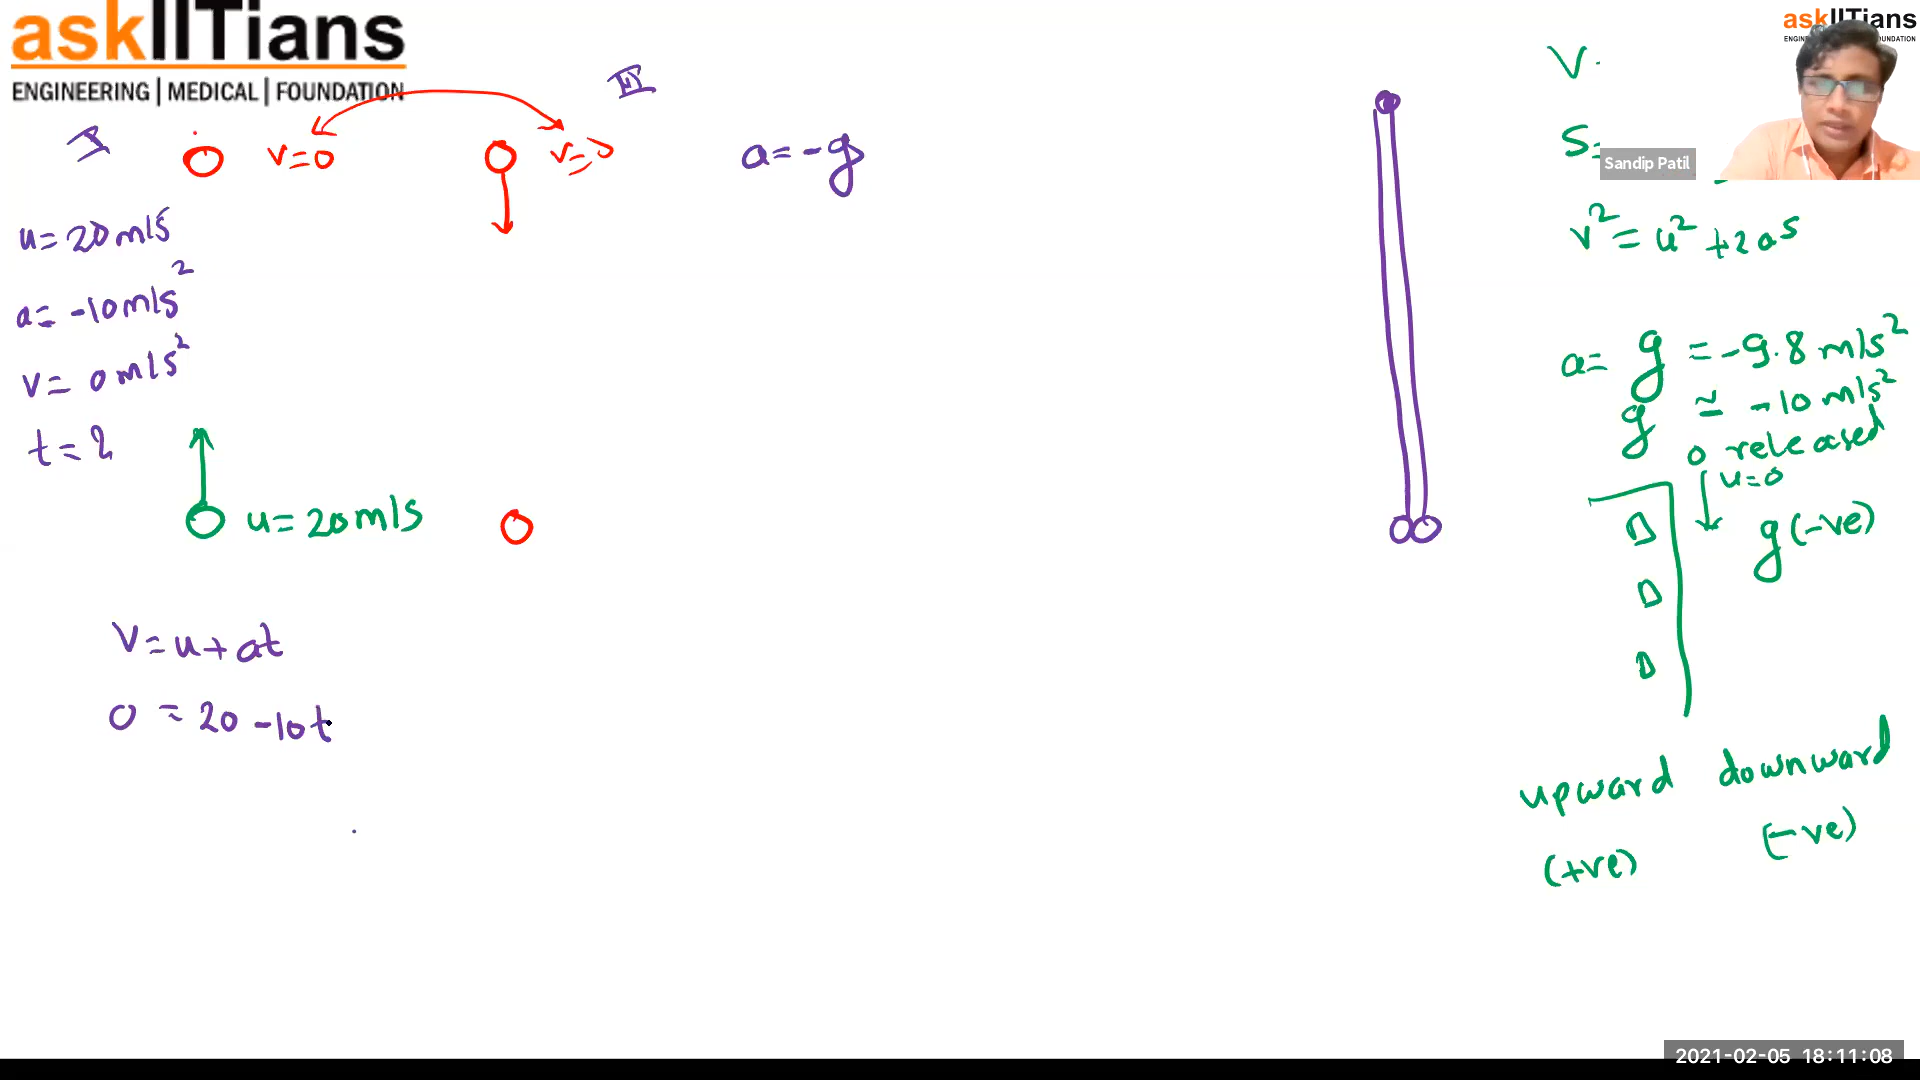 askIITians
ENGINEERING | MEDICAL | FOUNDATION
I
v=0
v=0
II
a=-g
u=20m/s
a=-10m/s²
v=0m/s²
t=2
u=20m/s
v=u+at
0=20-10t
askIITians
V
S=
Sandip Patil
v²=u²+2as
a= g =-9.8m/s²
g ≃ -10m/s²
released
u=0
g(-ve)
upward downward
(+ve) (-ve)
2021-02-05 18:11:08